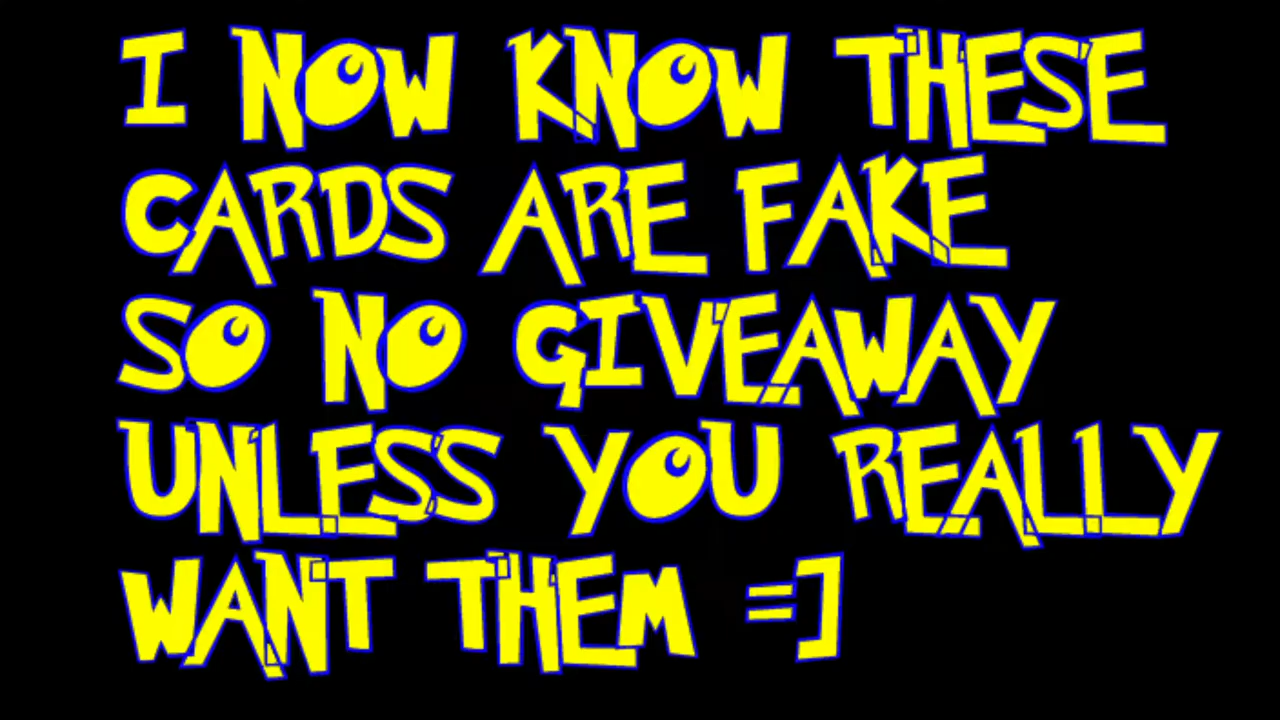 I NOW KNOW THESE
CARDS ARE FAKE
SO NO GIVEAWAY
UNLESS YOU REALLY
WANT THEM =]